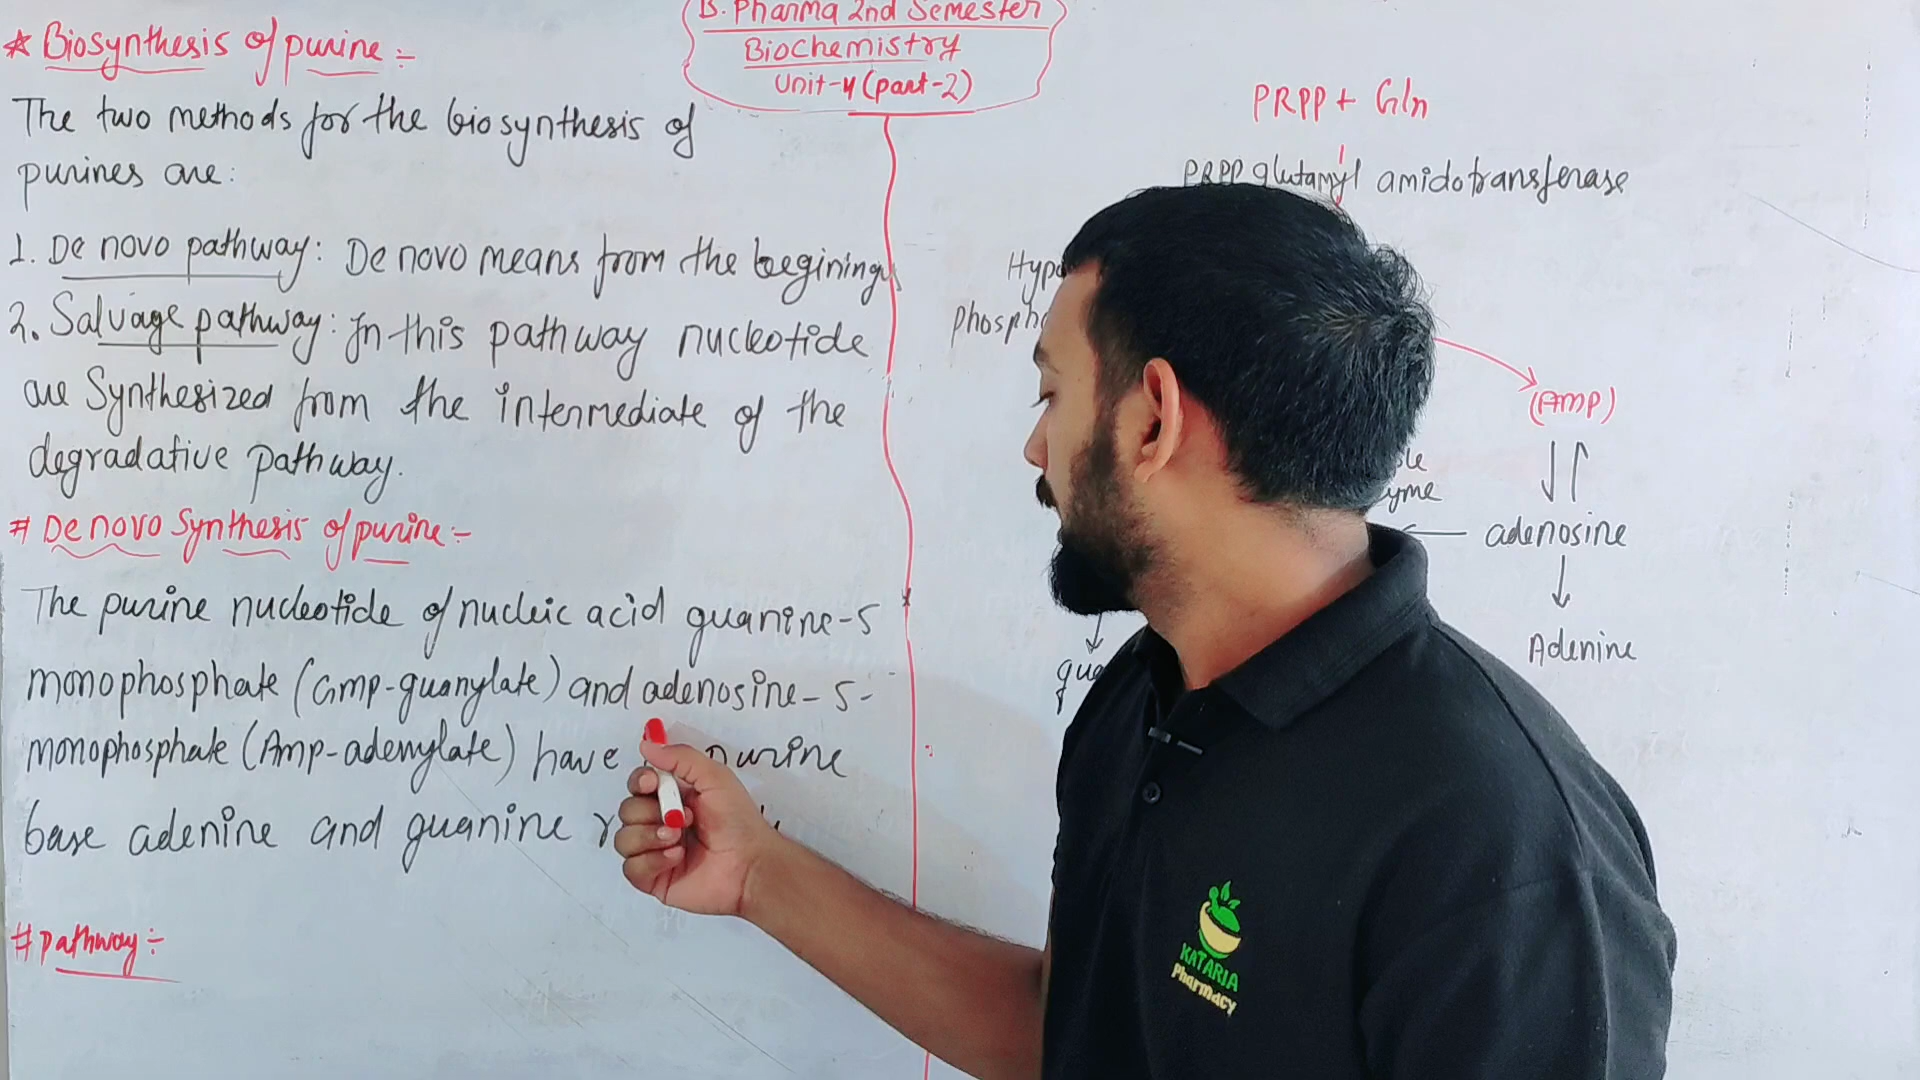 B. Pharma 2nd Semester
Biochemistry
Unit-4 (part-2)
* Biosynthesis of purine :-
The two methods for the biosynthesis of
purines are:
1. De novo pathway: De novo means from the begining
2. Salvage pathway: In this pathway nucleotide
are Synthesized from the intermediate of the
degradative pathway.
# De novo Synthesis of purine:-
The purine nucleotide of nucleic acid guanine-5
monophosphate (GMP-guanylate) and adenosine-5-
monophosphate (AMP-adenylate) have purine
base adenine and guanine
# Pathway :-
PRPP + Gln
PRPP glutamyl amidotransferase
(AMP)
adenosine
Adenine
KATARIA
Pharmacy